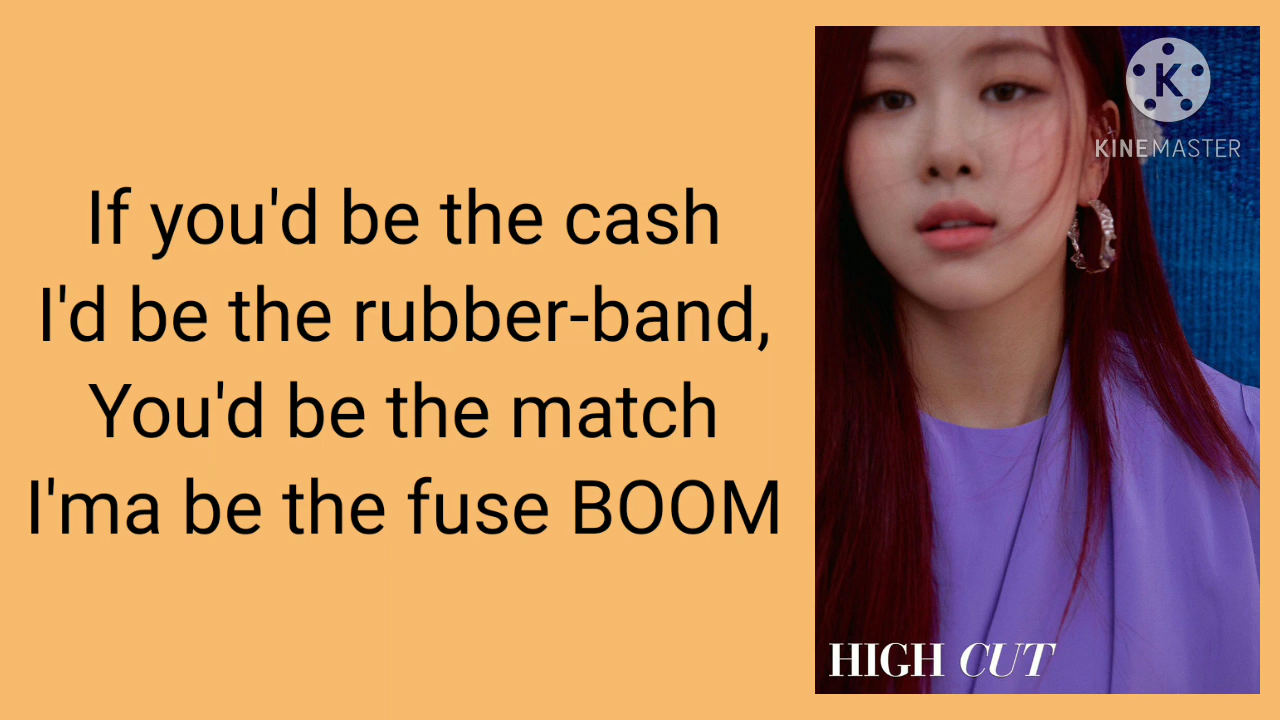 If you'd be the cash
I'd be the rubber-band,
You'd be the match
I'ma be the fuse BOOM
K
KINEMASTER
HIGH CUT